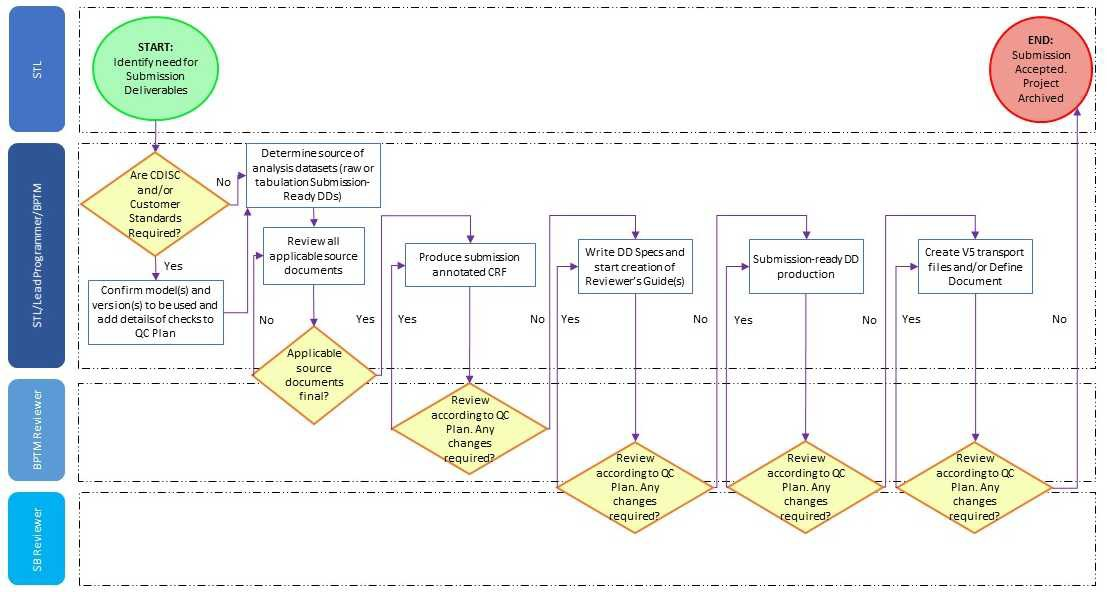 STL
START:
Identify need for
Submission
Deliverables
END:
Submission
Accepted.
Project
Archived
STL/Lead Programmer/BPTM
Are CDISC
and/or
Customer
Standards
Required?
No
Yes
Determine source of
analysis datasets (raw or
tabulation Submission-
Ready DDs)
Confirm model(s) and
version(s) to be used and
add details of checks to
QC Plan
Review all
applicable source
documents
No
Applicable
source
documents
final?
Yes
Produce submission
annotated CRF
Yes
No
Write DD Specs and
start creation of
Reviewer's Guide(s)
Yes
No
Submission-ready DD
production
Yes
No
Create V5 transport
files and/or Define
Document
Yes
No
BPTM Reviewer
Review
according to QC
Plan. Any
changes
required?
Review
according to QC
Plan. Any
changes
required?
Review
according to QC
Plan. Any
changes
required?
Review
according to QC
Plan. Any
changes
required?
SB Reviewer